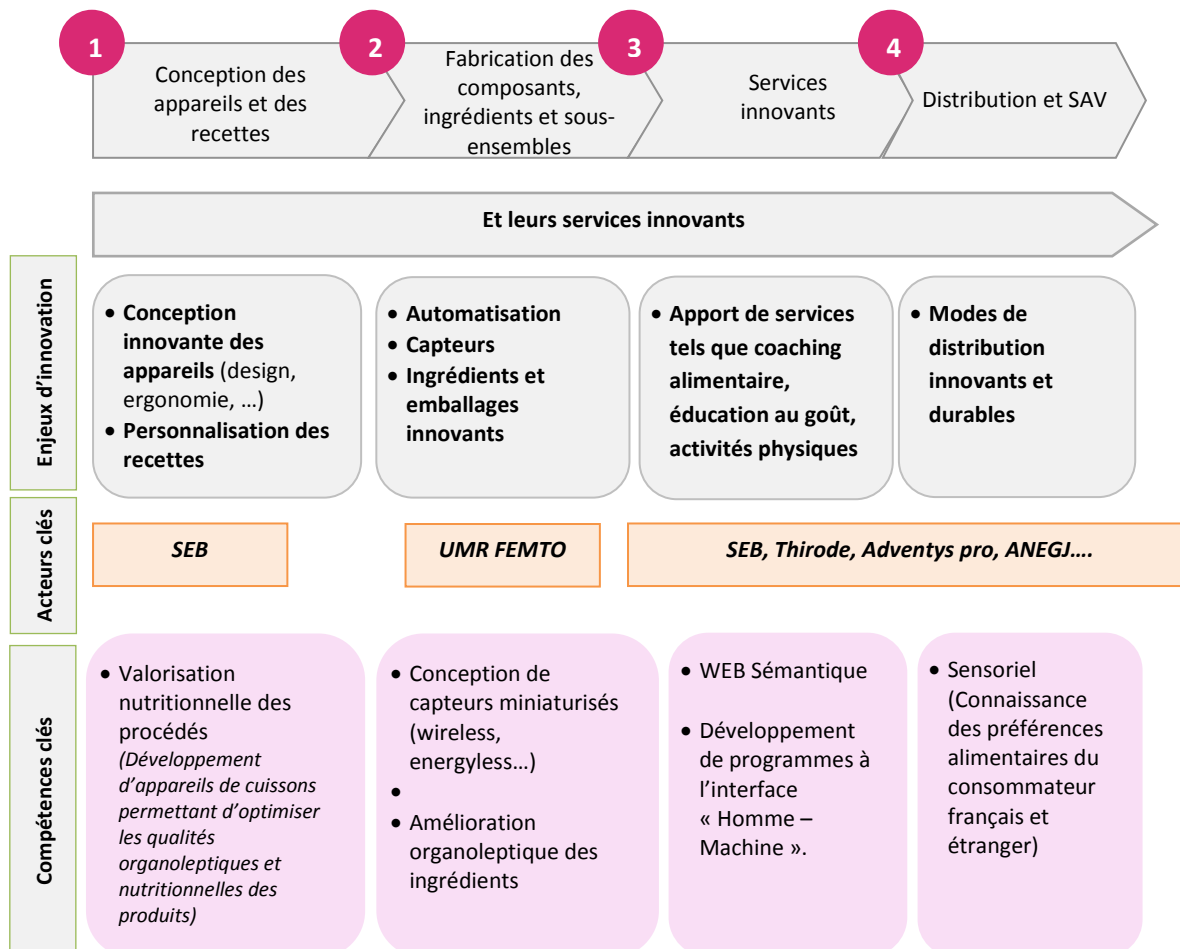 1
2
3
4
Conception des
appareils et des
recettes
Fabrication des
composants,
ingrédients et sous-
ensembles
Services
innovants
Distribution et SAV
Et leurs services innovants
Enjeux d'innovation
• Conception
innovante des
appareils (design,
ergonomie, …)
• Personnalisation des
recettes
• Automatisation
• Capteurs
• Ingrédients et
emballages
innovants
• Apport de services
tels que coaching
alimentaire,
éducation au goût,
activités physiques
• Modes de
distribution
innovants et
durables
Acteurs clés
SEB
UMR FEMTO
SEB, Thirode, Adventys pro, ANEGJ….
Compétences clés
• Valorisation
nutritionnelle des
procédés
(Développement
d'appareils de cuissons
permettant d'optimiser
les qualités
organoleptiques et
nutritionnelles des
produits)
• Conception de
capteurs miniaturisés
(wireless,
energyless…)
•
• Amélioration
organoleptique des
ingrédients
• WEB Sémantique
• Développement
de programmes à
l'interface
« Homme –
Machine ».
• Sensoriel
(Connaissance
des préférences
alimentaires du
consommateur
français et
étranger)